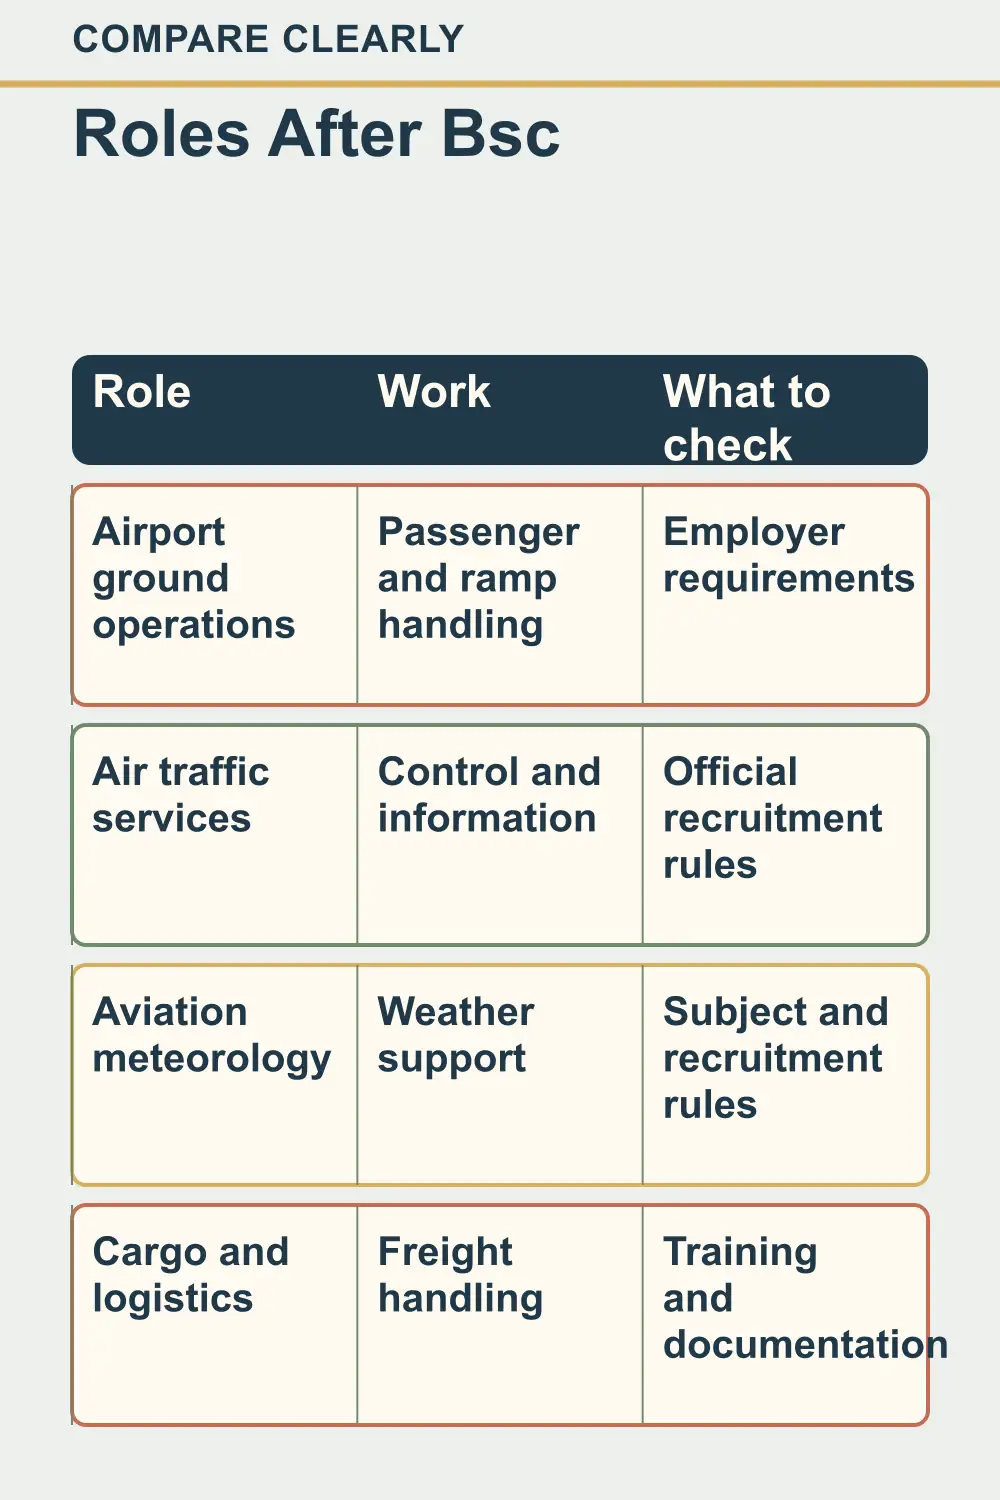 COMPARE CLEARLY
Roles After Bsc
Role
Work
What to
check
Airport
ground
operations
Passenger
and ramp
handling
Employer
requirements
Air traffic
services
Control and
information
Official
recruitment
rules
Aviation
meteorology
Weather
support
Subject and
recruitment
rules
Cargo and
logistics
Freight
handling
Training
and
documentation